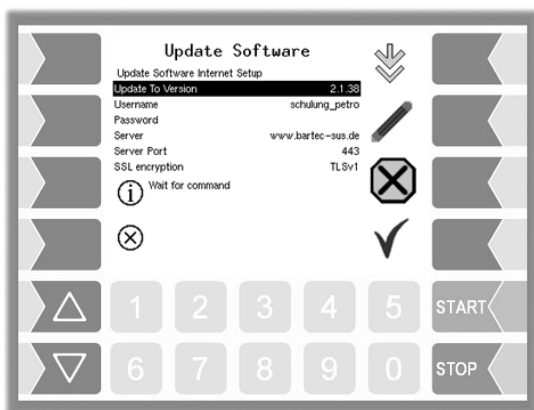 Update Software
Update Software Internet Setup
Update To Version 2.1.38
Username schulung_petro
Password
Server www.bartec-sus.de
Server Port 443
SSL encryption TLSv1
Wait for command
1 2 3 4 5 START
6 7 8 9 0 STOP